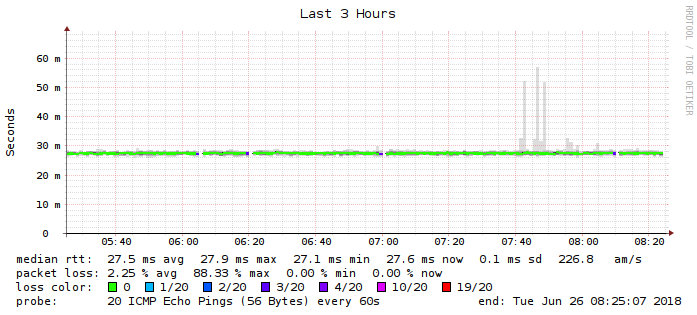 Last 3 Hours
RRDTOOL / TOBI OETIKER
Seconds
60 m
50 m
40 m
30 m
20 m
10 m
0
05:40 06:00 06:20 06:40 07:00 07:20 07:40 08:00 08:20
median rtt: 27.5 ms avg 27.9 ms max 27.1 ms min 27.6 ms now 0.1 ms sd 226.8 am/s
packet loss: 2.25 % avg 88.33 % max 0.00 % min 0.00 % now
loss color: 0 1/20 2/20 3/20 4/20 10/20 19/20
probe: 20 ICMP Echo Pings (56 Bytes) every 60s end: Tue Jun 26 08:25:07 2018